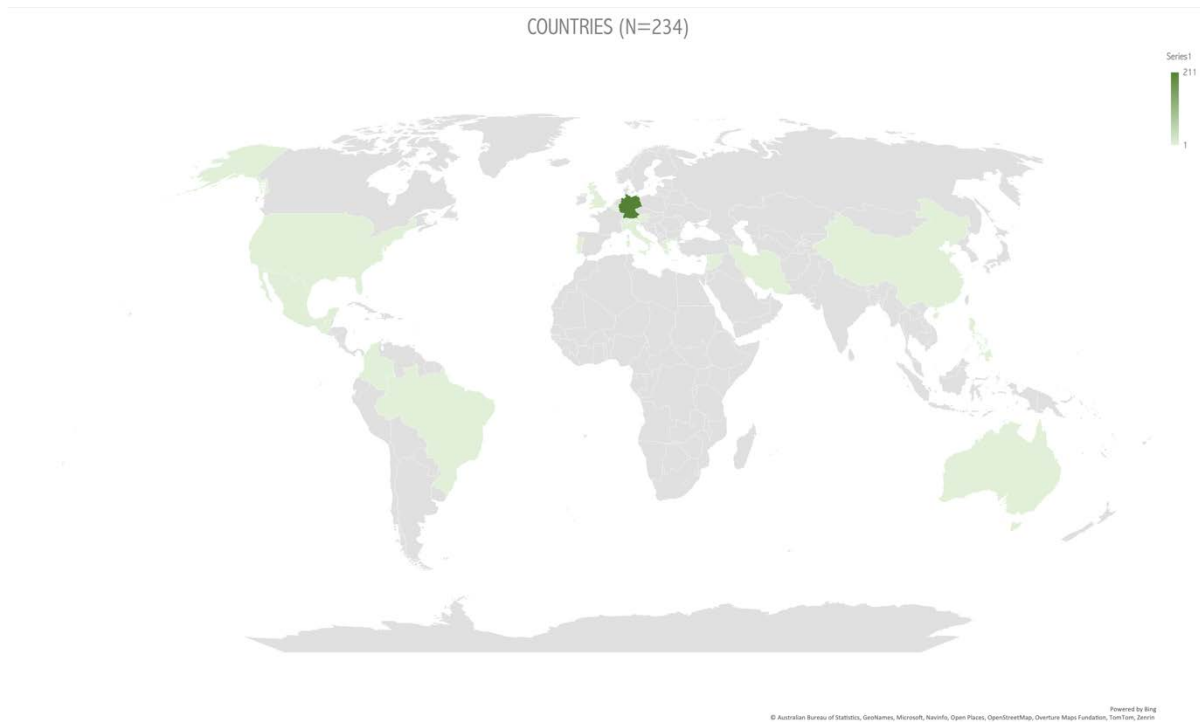 COUNTRIES (N=234)
Series1
211
1
Powered by Bing
© Australian Bureau of Statistics, GeoNames, Microsoft, Navinfo, Open Places, OpenStreetMap, Overture Maps Fundation, TomTom, Zenrin